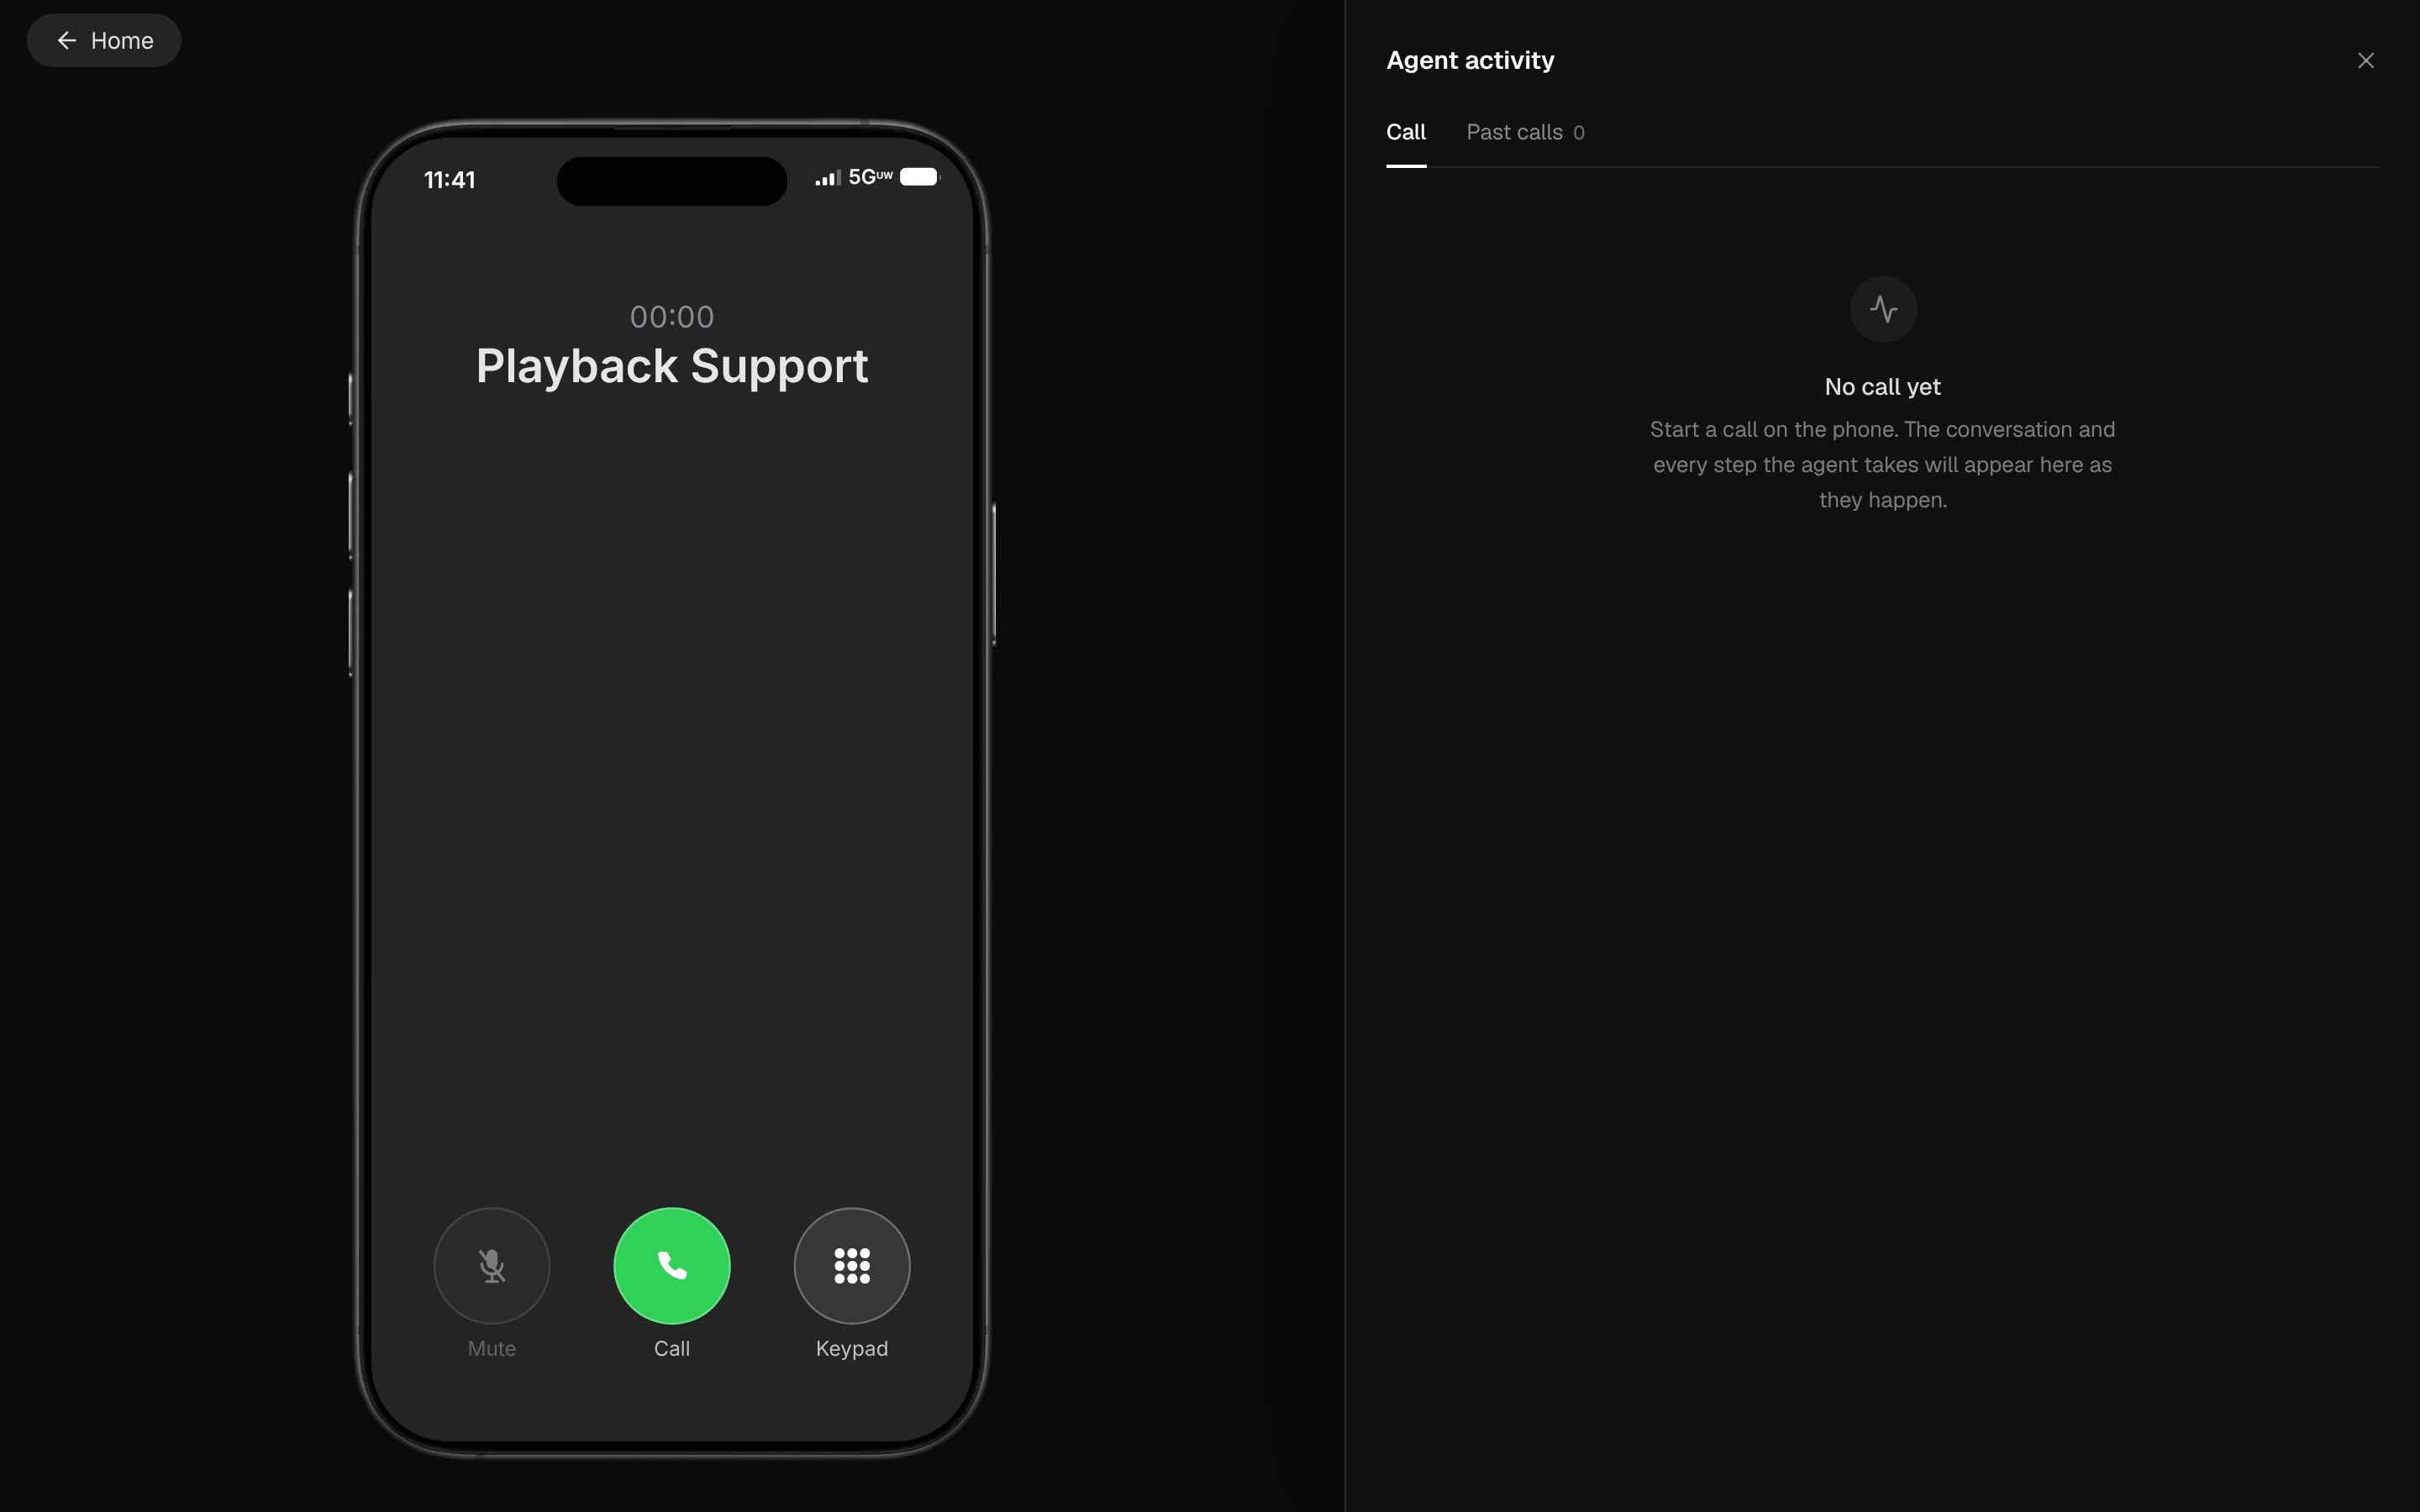 Home
11:41
5GUW
00:00
Playback Support
Mute
Call
Keypad
Agent activity
Call
Past calls 0
No call yet
Start a call on the phone. The conversation and
every step the agent takes will appear here as
they happen.